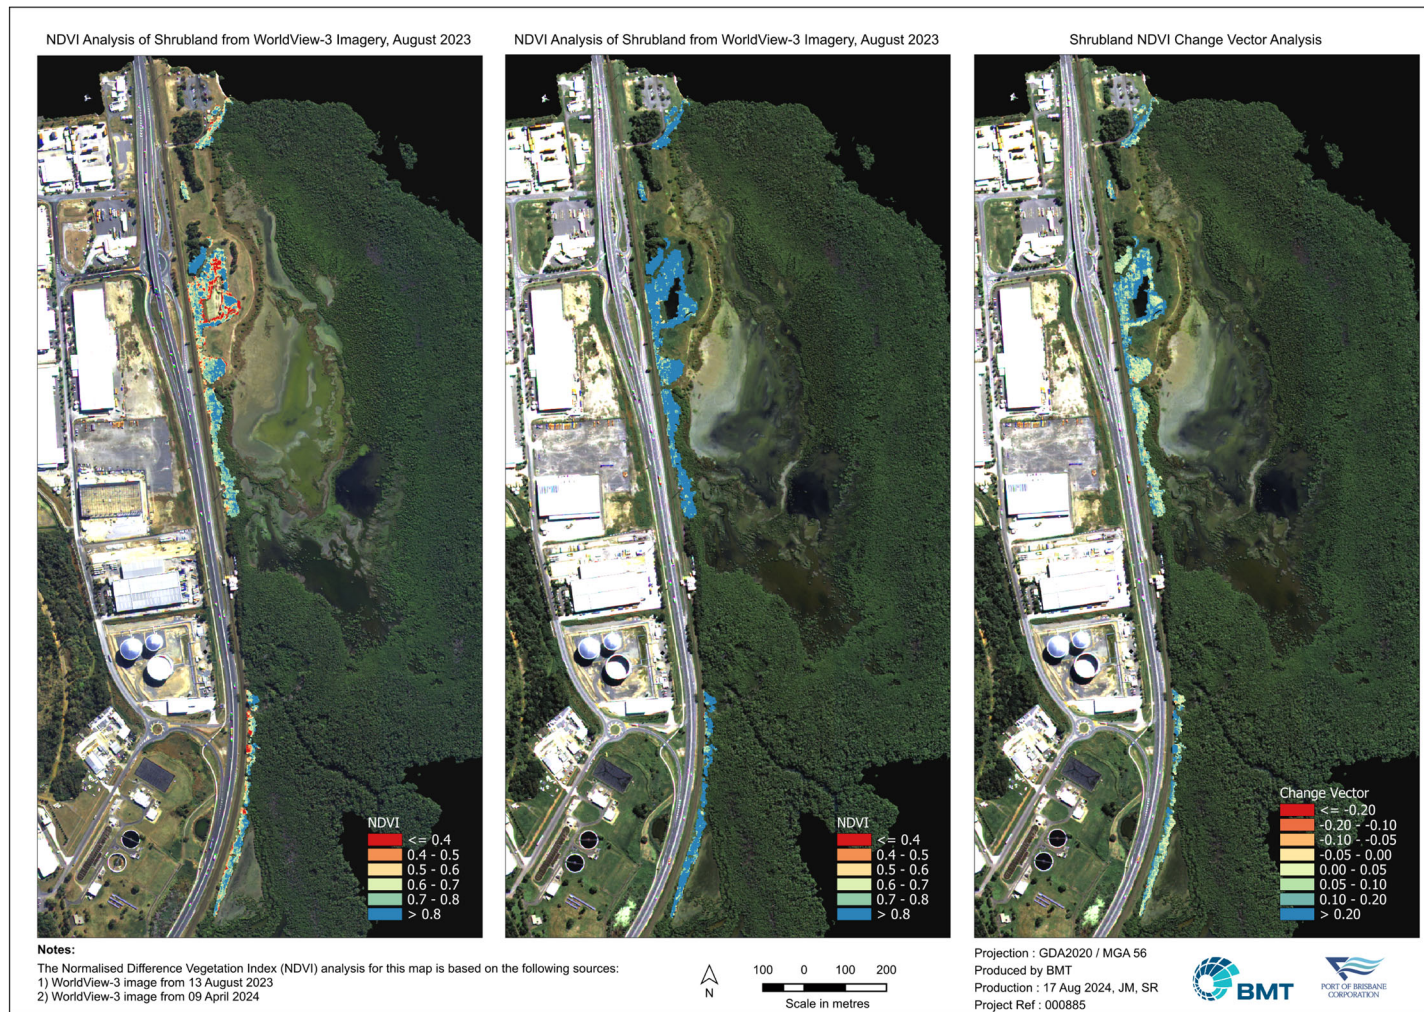 NDVI Analysis of Shrubland from WorldView-3 Imagery, August 2023
NDVI Analysis of Shrubland from WorldView-3 Imagery, August 2023
Shrubland NDVI Change Vector Analysis
NDVI
<= 0.4
0.4 - 0.5
0.5 - 0.6
0.6 - 0.7
0.7 - 0.8
> 0.8
NDVI
<= 0.4
0.4 - 0.5
0.5 - 0.6
0.6 - 0.7
0.7 - 0.8
> 0.8
Change Vector
<= -0.20
-0.20 - -0.10
-0.10 - -0.05
-0.05 - 0.00
0.00 - 0.05
0.05 - 0.10
0.10 - 0.20
> 0.20
Notes:
The Normalised Difference Vegetation Index (NDVI) analysis for this map is based on the following sources:
1) WorldView-3 image from 13 August 2023
2) WorldView-3 image from 09 April 2024
N
100 0 100 200
Scale in metres
Projection : GDA2020 / MGA 56
Produced by BMT
Production : 17 Aug 2024, JM, SR
Project Ref : 000885
BMT
PORT OF BRISBANE
CORPORATION